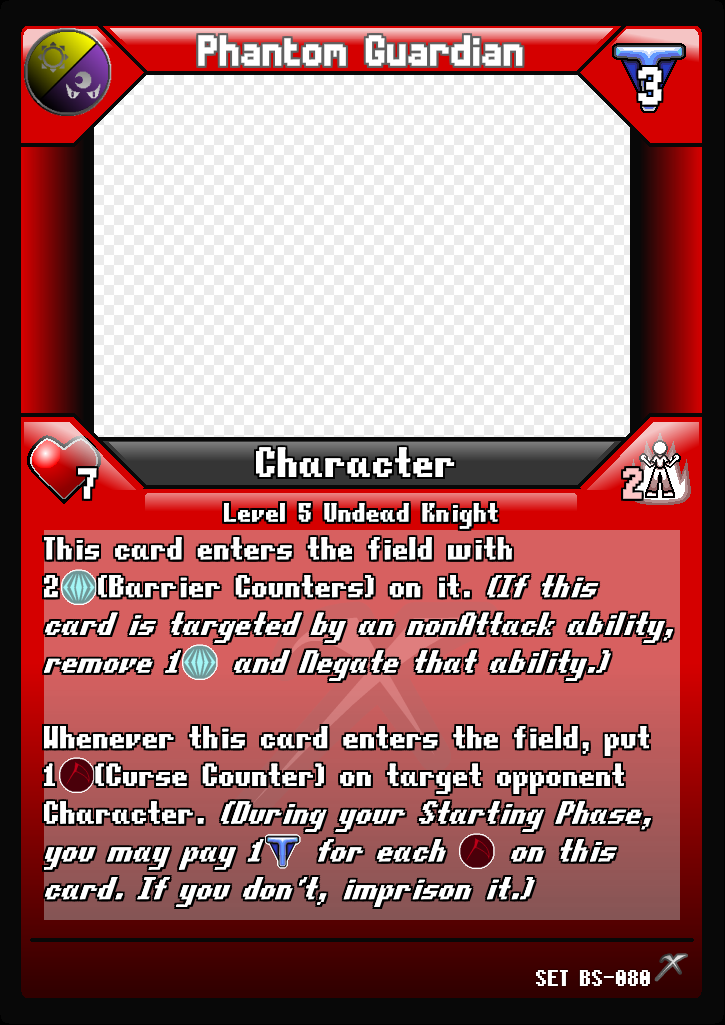 Phantom Guardian
3
Character
7
2
Level 5 Undead Knight
This card enters the field with
2(Barrier Counters) on it. (If this
card is targeted by an nonAttack ability,
remove 1 and Negate that ability.)
Whenever this card enters the field, put
1(Curse Counter) on target opponent
Character. (During your Starting Phase,
you may pay 1 for each on this
card. If you don't, imprison it.)
SET BS-080